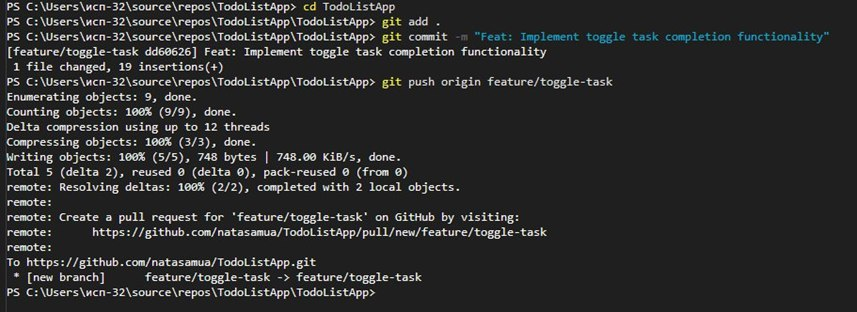 PS C:\Users\исп-32\source\repos\TodoListApp> cd TodoListApp
PS C:\Users\исп-32\source\repos\TodoListApp\TodoListApp> git add .
PS C:\Users\исп-32\source\repos\TodoListApp\TodoListApp> git commit -m "Feat: Implement toggle task completion functionality"
[feature/toggle-task dd60626] Feat: Implement toggle task completion functionality
 1 file changed, 19 insertions(+)
PS C:\Users\исп-32\source\repos\TodoListApp\TodoListApp> git push origin feature/toggle-task
Enumerating objects: 9, done.
Counting objects: 100% (9/9), done.
Delta compression using up to 12 threads
Compressing objects: 100% (3/3), done.
Writing objects: 100% (5/5), 748 bytes | 748.00 KiB/s, done.
Total 5 (delta 2), reused 0 (delta 0), pack-reused 0 (from 0)
remote: Resolving deltas: 100% (2/2), completed with 2 local objects.
remote:
remote: Create a pull request for 'feature/toggle-task' on GitHub by visiting:
remote:      https://github.com/natasamua/TodoListApp/pull/new/feature/toggle-task
remote:
To https://github.com/natasamua/TodoListApp.git
 * [new branch]      feature/toggle-task -> feature/toggle-task
PS C:\Users\исп-32\source\repos\TodoListApp\TodoListApp>